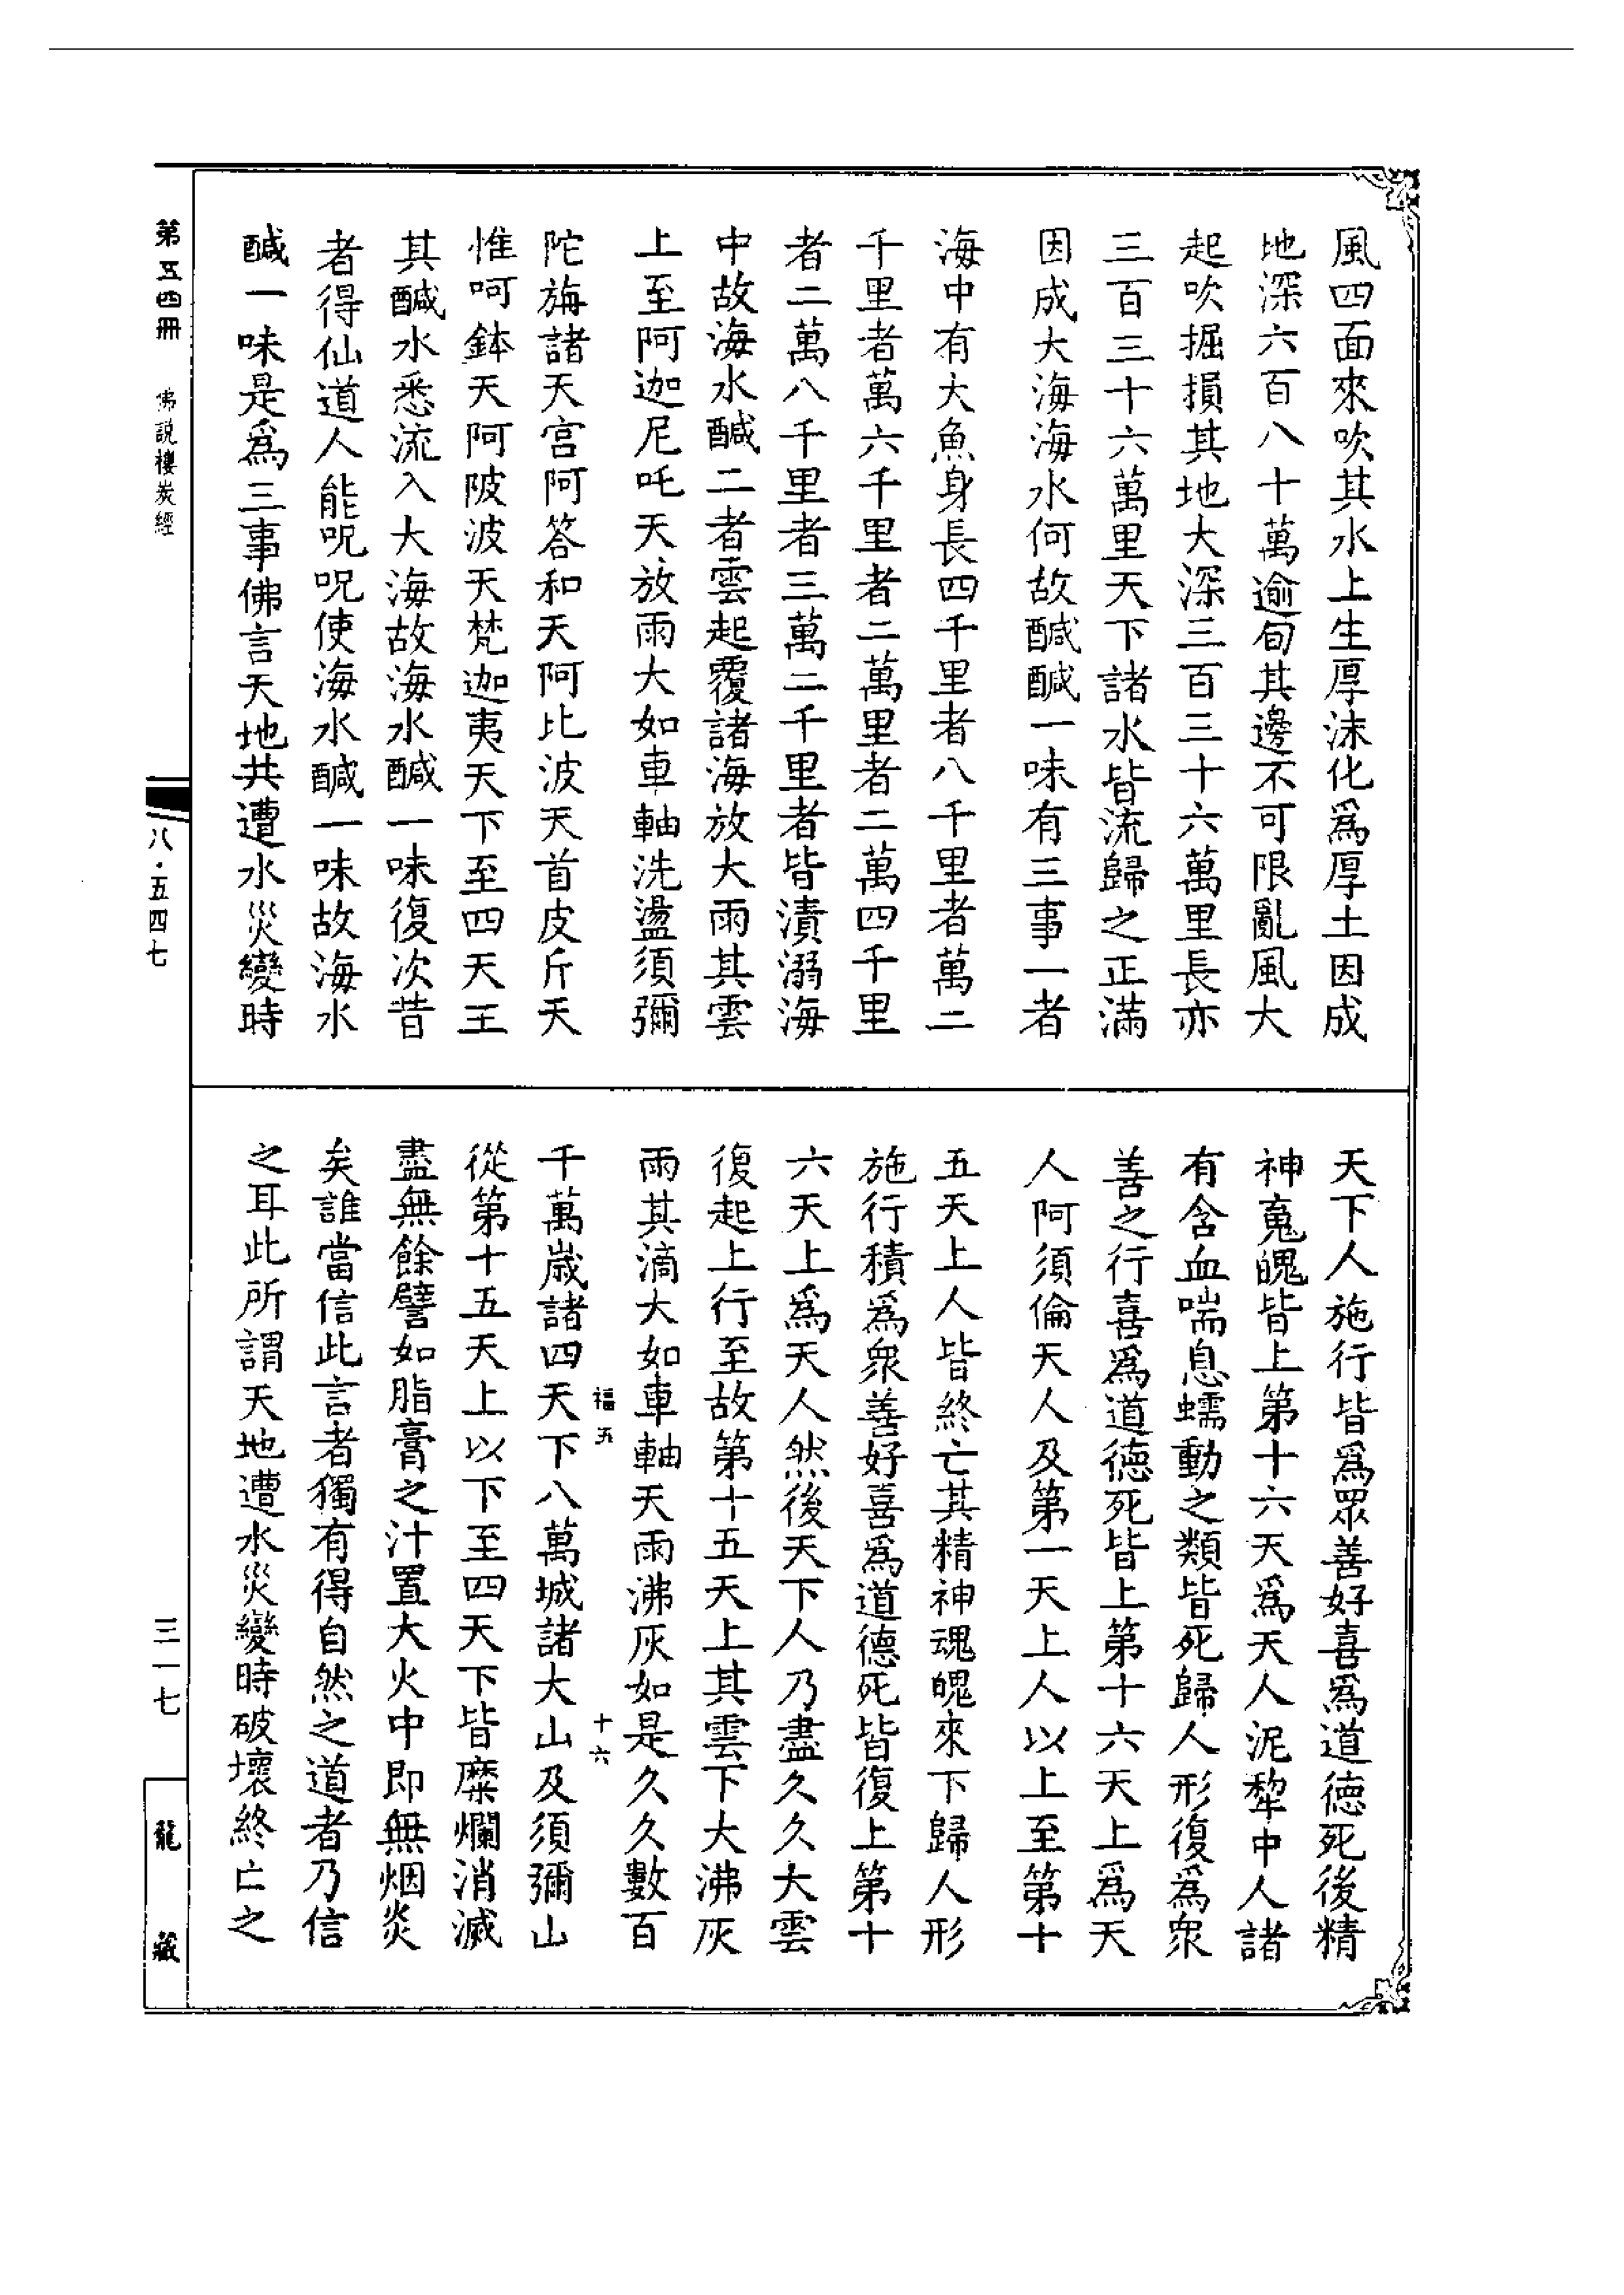 風四面來吹其水上生厚沫化爲厚土因成
地深六百八十萬逾旬其邊不可限亂風大
起吹掘損其地大深三百三十六萬里長亦
三百三十六萬里天下諸水皆流歸之正滿
因成大海海水何故醎醎一味有三事一者
海中有大魚身長四千里者八千里者萬二
千里者萬六千里者二萬里者二萬四千里
者二萬八千里者三萬二千里者皆漬溺海
中故海水醎二者雲起覆諸海放大雨其雲
上至阿迦尼吒天放雨大如車軸洗盪須彌
陀旃諸天宫阿答和天阿比波天首皮斤天
惟呵鉢天阿陂波天梵迦夷天下至四天王
其醎水悉流入大海故海水醎一味復次昔
者得仙道人能呪呪使海水醎一味故海水
醎一味是爲三事佛言天地共遭水災變時
天下人施行皆爲眾善好喜爲道德死後精
神䰟魄皆上第十六天爲天人泥犂中人諸
有含血喘息蠕動之類皆死歸人形復爲衆
善之行喜爲道德死皆上第十六天上爲天
人阿須倫天人及第一天上人以上至第十
五天上人皆終亡其精神魂魄來下歸人形
施行積爲衆善好喜爲道德死皆復上第十
六天上爲天人然後天下人乃盡久久大雲
復起上行至故第十五天上其雲下大沸灰
雨其滴大如車軸天雨沸灰如是久久數百
福五 十六
千萬歲諸四天下八萬城諸大山及須彌山
從第十五天上以下至四天下皆糜爛消滅
盡無餘譬如脂膏之汁置大火中即無烟炎
矣誰當信此言者獨有得自然之道者乃信
之耳此所謂天地遭水災變時破壞終亡之
第五四冊 佛説樓炭經
八·五四七
三一七
龍藏